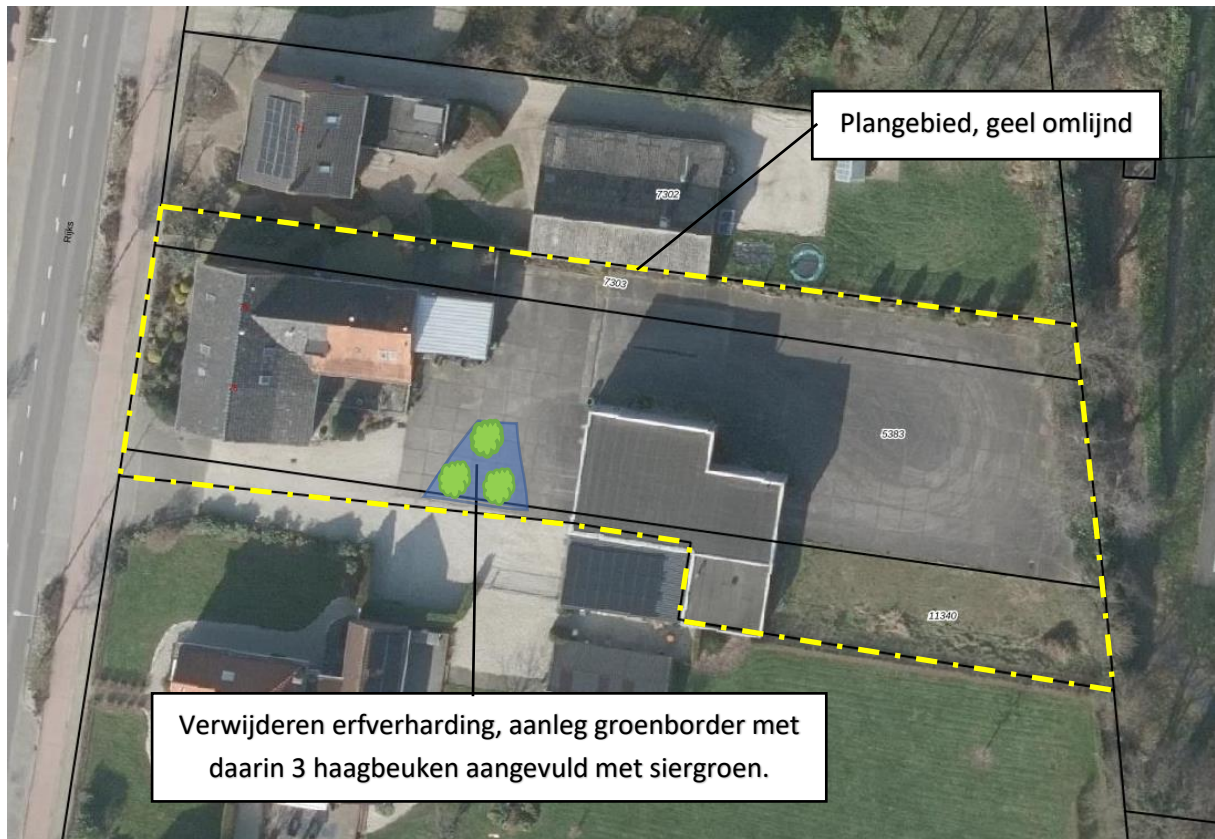 Plangebied, geel omlijnd
7302
Rijks
7303
5383
11340
Verwijderen erfverharding, aanleg groenborder met
daarin 3 haagbeuken aangevuld met siergroen.